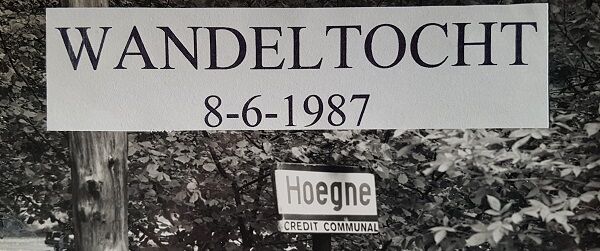 WANDELTOCHT
8-6-1987
Hoegne
CREDIT COMMUNAL